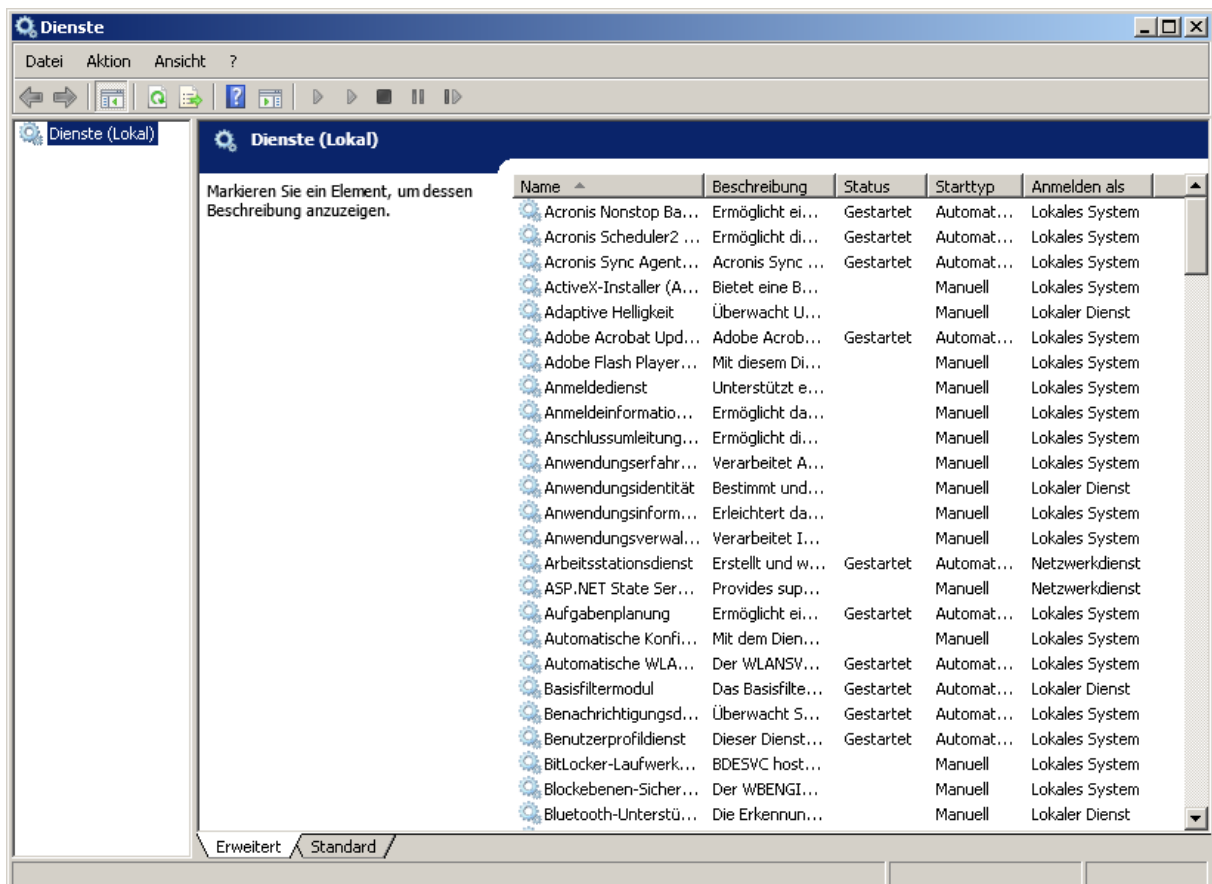 Dienste
Datei Aktion Ansicht ?
Dienste (Lokal)
Dienste (Lokal)
Markieren Sie ein Element, um dessen
Beschreibung anzuzeigen.
Name Beschreibung Status Starttyp Anmelden als
Acronis Nonstop Ba... Ermöglicht ei... Gestartet Automat... Lokales System
Acronis Scheduler2 ... Ermöglicht di... Gestartet Automat... Lokales System
Acronis Sync Agent... Acronis Sync ... Gestartet Automat... Lokales System
ActiveX-Installer (A... Bietet eine B... Manuell Lokales System
Adaptive Helligkeit Überwacht U... Manuell Lokaler Dienst
Adobe Acrobat Upd... Adobe Acrob... Gestartet Automat... Lokales System
Adobe Flash Player... Mit diesem Di... Manuell Lokales System
Anmeldedienst Unterstützt e... Manuell Lokales System
Anmeldeinformatio... Ermöglicht da... Manuell Lokales System
Anschlussumleitung... Ermöglicht di... Manuell Lokales System
Anwendungserfahr... Verarbeitet A... Manuell Lokales System
Anwendungsidentität Bestimmt und... Manuell Lokaler Dienst
Anwendungsinform... Erleichtert da... Manuell Lokales System
Anwendungsverwal... Verarbeitet I... Manuell Lokales System
Arbeitsstationsdienst Erstellt und w... Gestartet Automat... Netzwerkdienst
ASP.NET State Ser... Provides sup... Manuell Netzwerkdienst
Aufgabenplanung Ermöglicht ei... Gestartet Automat... Lokales System
Automatische Konfi... Mit dem Dien... Manuell Lokales System
Automatische WLA... Der WLANSV... Gestartet Automat... Lokales System
Basisfiltermodul Das Basisfilte... Gestartet Automat... Lokaler Dienst
Benachrichtigungsd... Überwacht S... Gestartet Automat... Lokales System
Benutzerprofildienst Dieser Dienst... Gestartet Automat... Lokales System
BitLocker-Laufwerk... BDESVC host... Manuell Lokales System
Blockebenen-Sicher... Der WBENGI... Manuell Lokales System
Bluetooth-Unterstü... Die Erkennun... Manuell Lokaler Dienst
Erweitert Standard